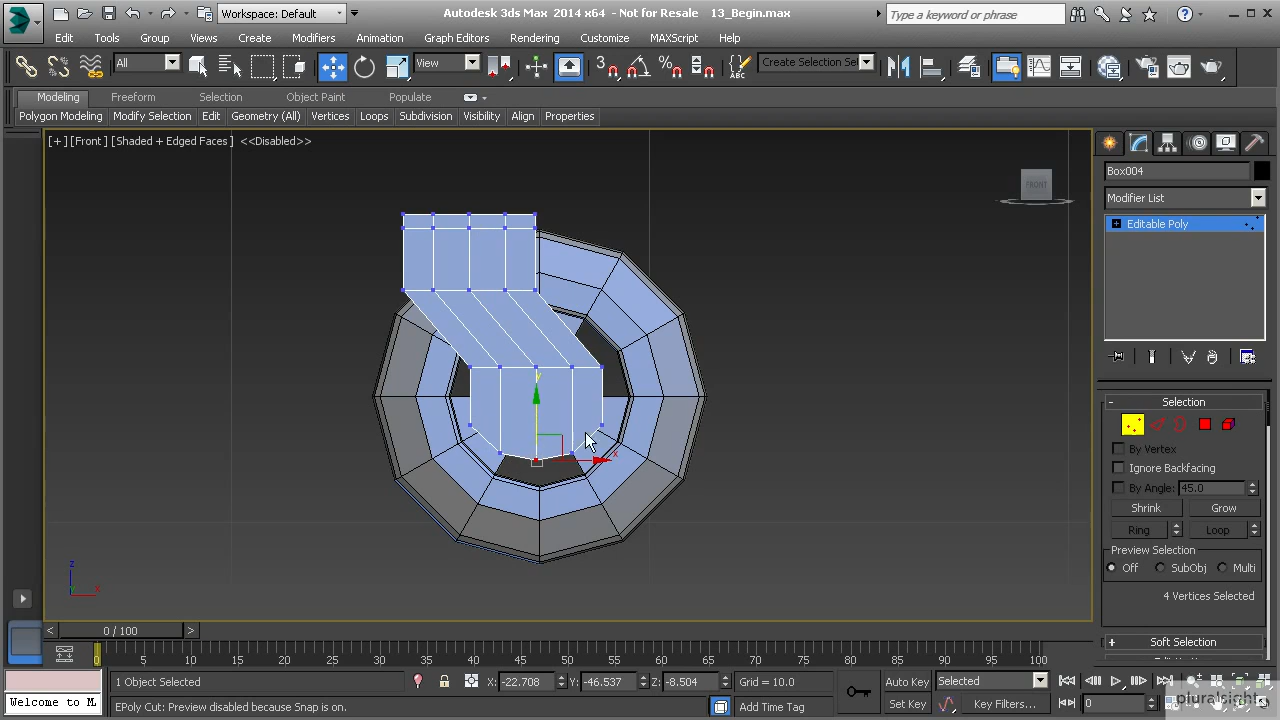 Workspace: Default
Autodesk 3ds Max 2014 x64 - Not for Resale 13_Begin.max
Type a keyword or phrase
Edit Tools Group Views Create Modifiers Animation Graph Editors Rendering Customize MAXScript Help
All View Create Selection Se
Modeling Freeform Selection Object Paint Populate
Polygon Modeling Modify Selection Edit Geometry (All) Vertices Loops Subdivision Visibility Align Properties
[+] [Front] [Shaded + Edged Faces ] <<Disabled>>
FRONT
Box004
Modifier List
Editable Poly
Selection
By Vertex
Ignore Backfacing
By Angle: 45.0
Shrink Grow
Ring Loop
Preview Selection
Off SubObj Multi
4 Vertices Selected
Soft Selection
y
x
z
x
y
< 0 / 100 >
0 5 10 15 20 25 30 35 40 45 50 55 60 65 70 75 80 85 90 95 100
1 Object Selected X: -22.708 Y: -46.537 Z: -8.504 Grid = 10.0 Auto Key Selected
Welcome to M EPoly Cut: Preview disabled because Snap is on. Add Time Tag Set Key Key Filters... 0
pluralsight